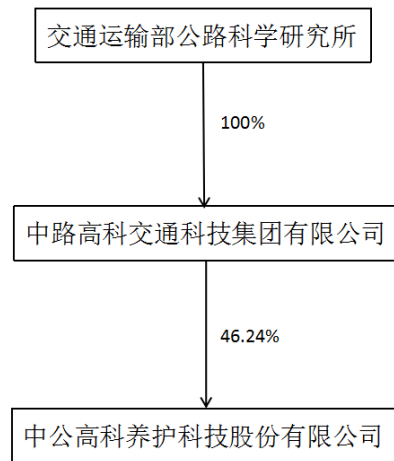 交通运输部公路科学研究所
100%
中路高科交通科技集团有限公司
46.24%
中公高科养护科技股份有限公司